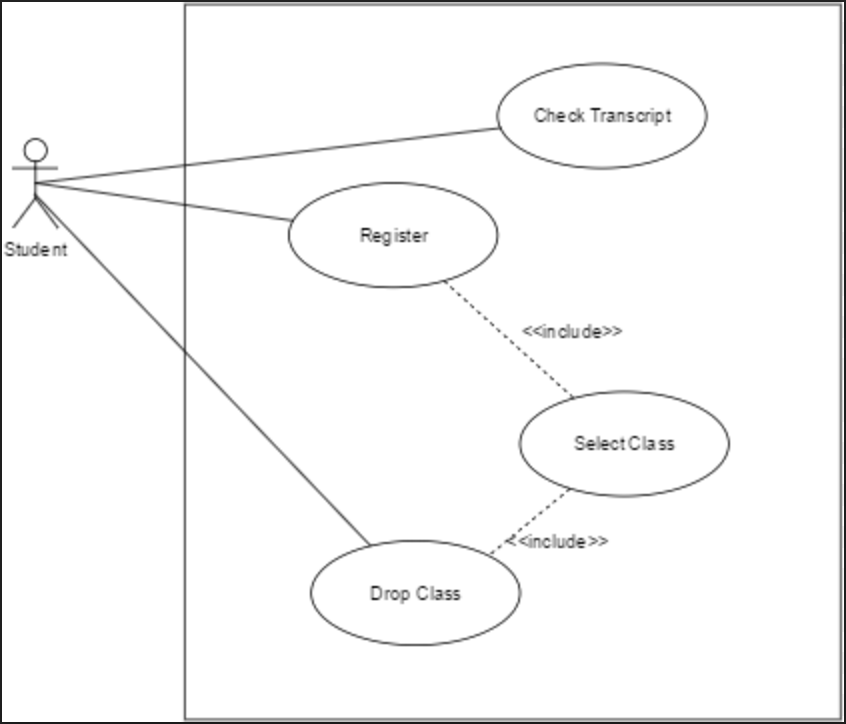 Check Transcript
Register
Student
<<include>>
Select Class
<<include>>
Drop Class